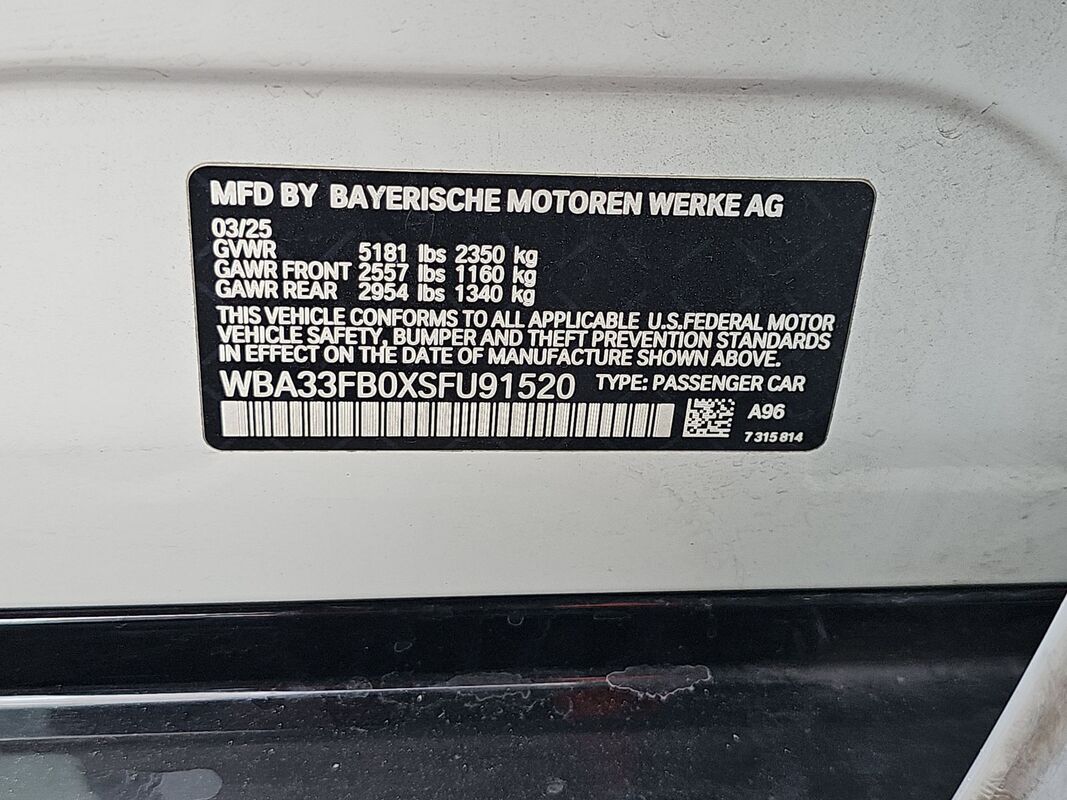 MFD BY BAYERISCHE MOTOREN WERKE AG
03/25
GVWR 5181 lbs 2350 kg
GAWR FRONT 2557 lbs 1160 kg
GAWR REAR 2954 lbs 1340 kg
THIS VEHICLE CONFORMS TO ALL APPLICABLE U.S.FEDERAL MOTOR
VEHICLE SAFETY, BUMPER AND THEFT PREVENTION STANDARDS
IN EFFECT ON THE DATE OF MANUFACTURE SHOWN ABOVE.
WBA33FB0XSFU91520 TYPE: PASSENGER CAR
A96
7 315 814